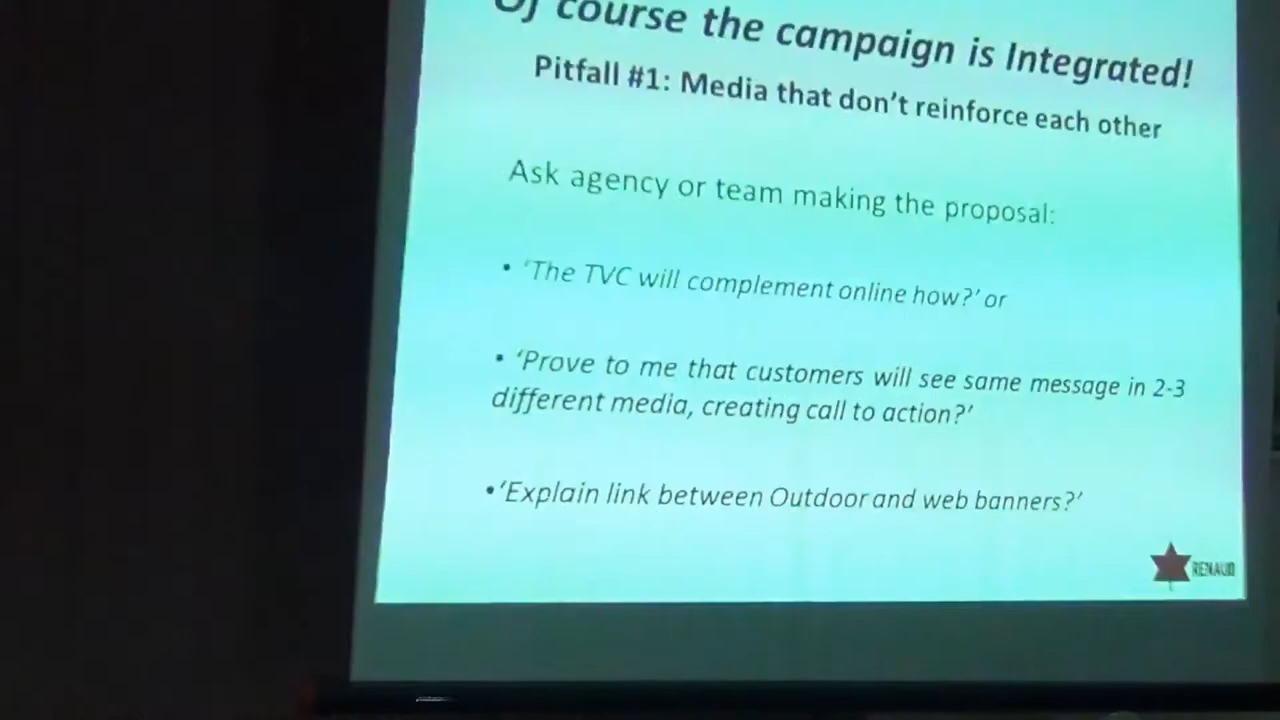 Of course the campaign is Integrated!
Pitfall #1: Media that don’t reinforce each other
Ask agency or team making the proposal:
• ‘The TVC will complement online how?’ or
• ‘Prove to me that customers will see same message in 2-3
different media, creating call to action?’
•‘Explain link between Outdoor and web banners?’
RENAUD